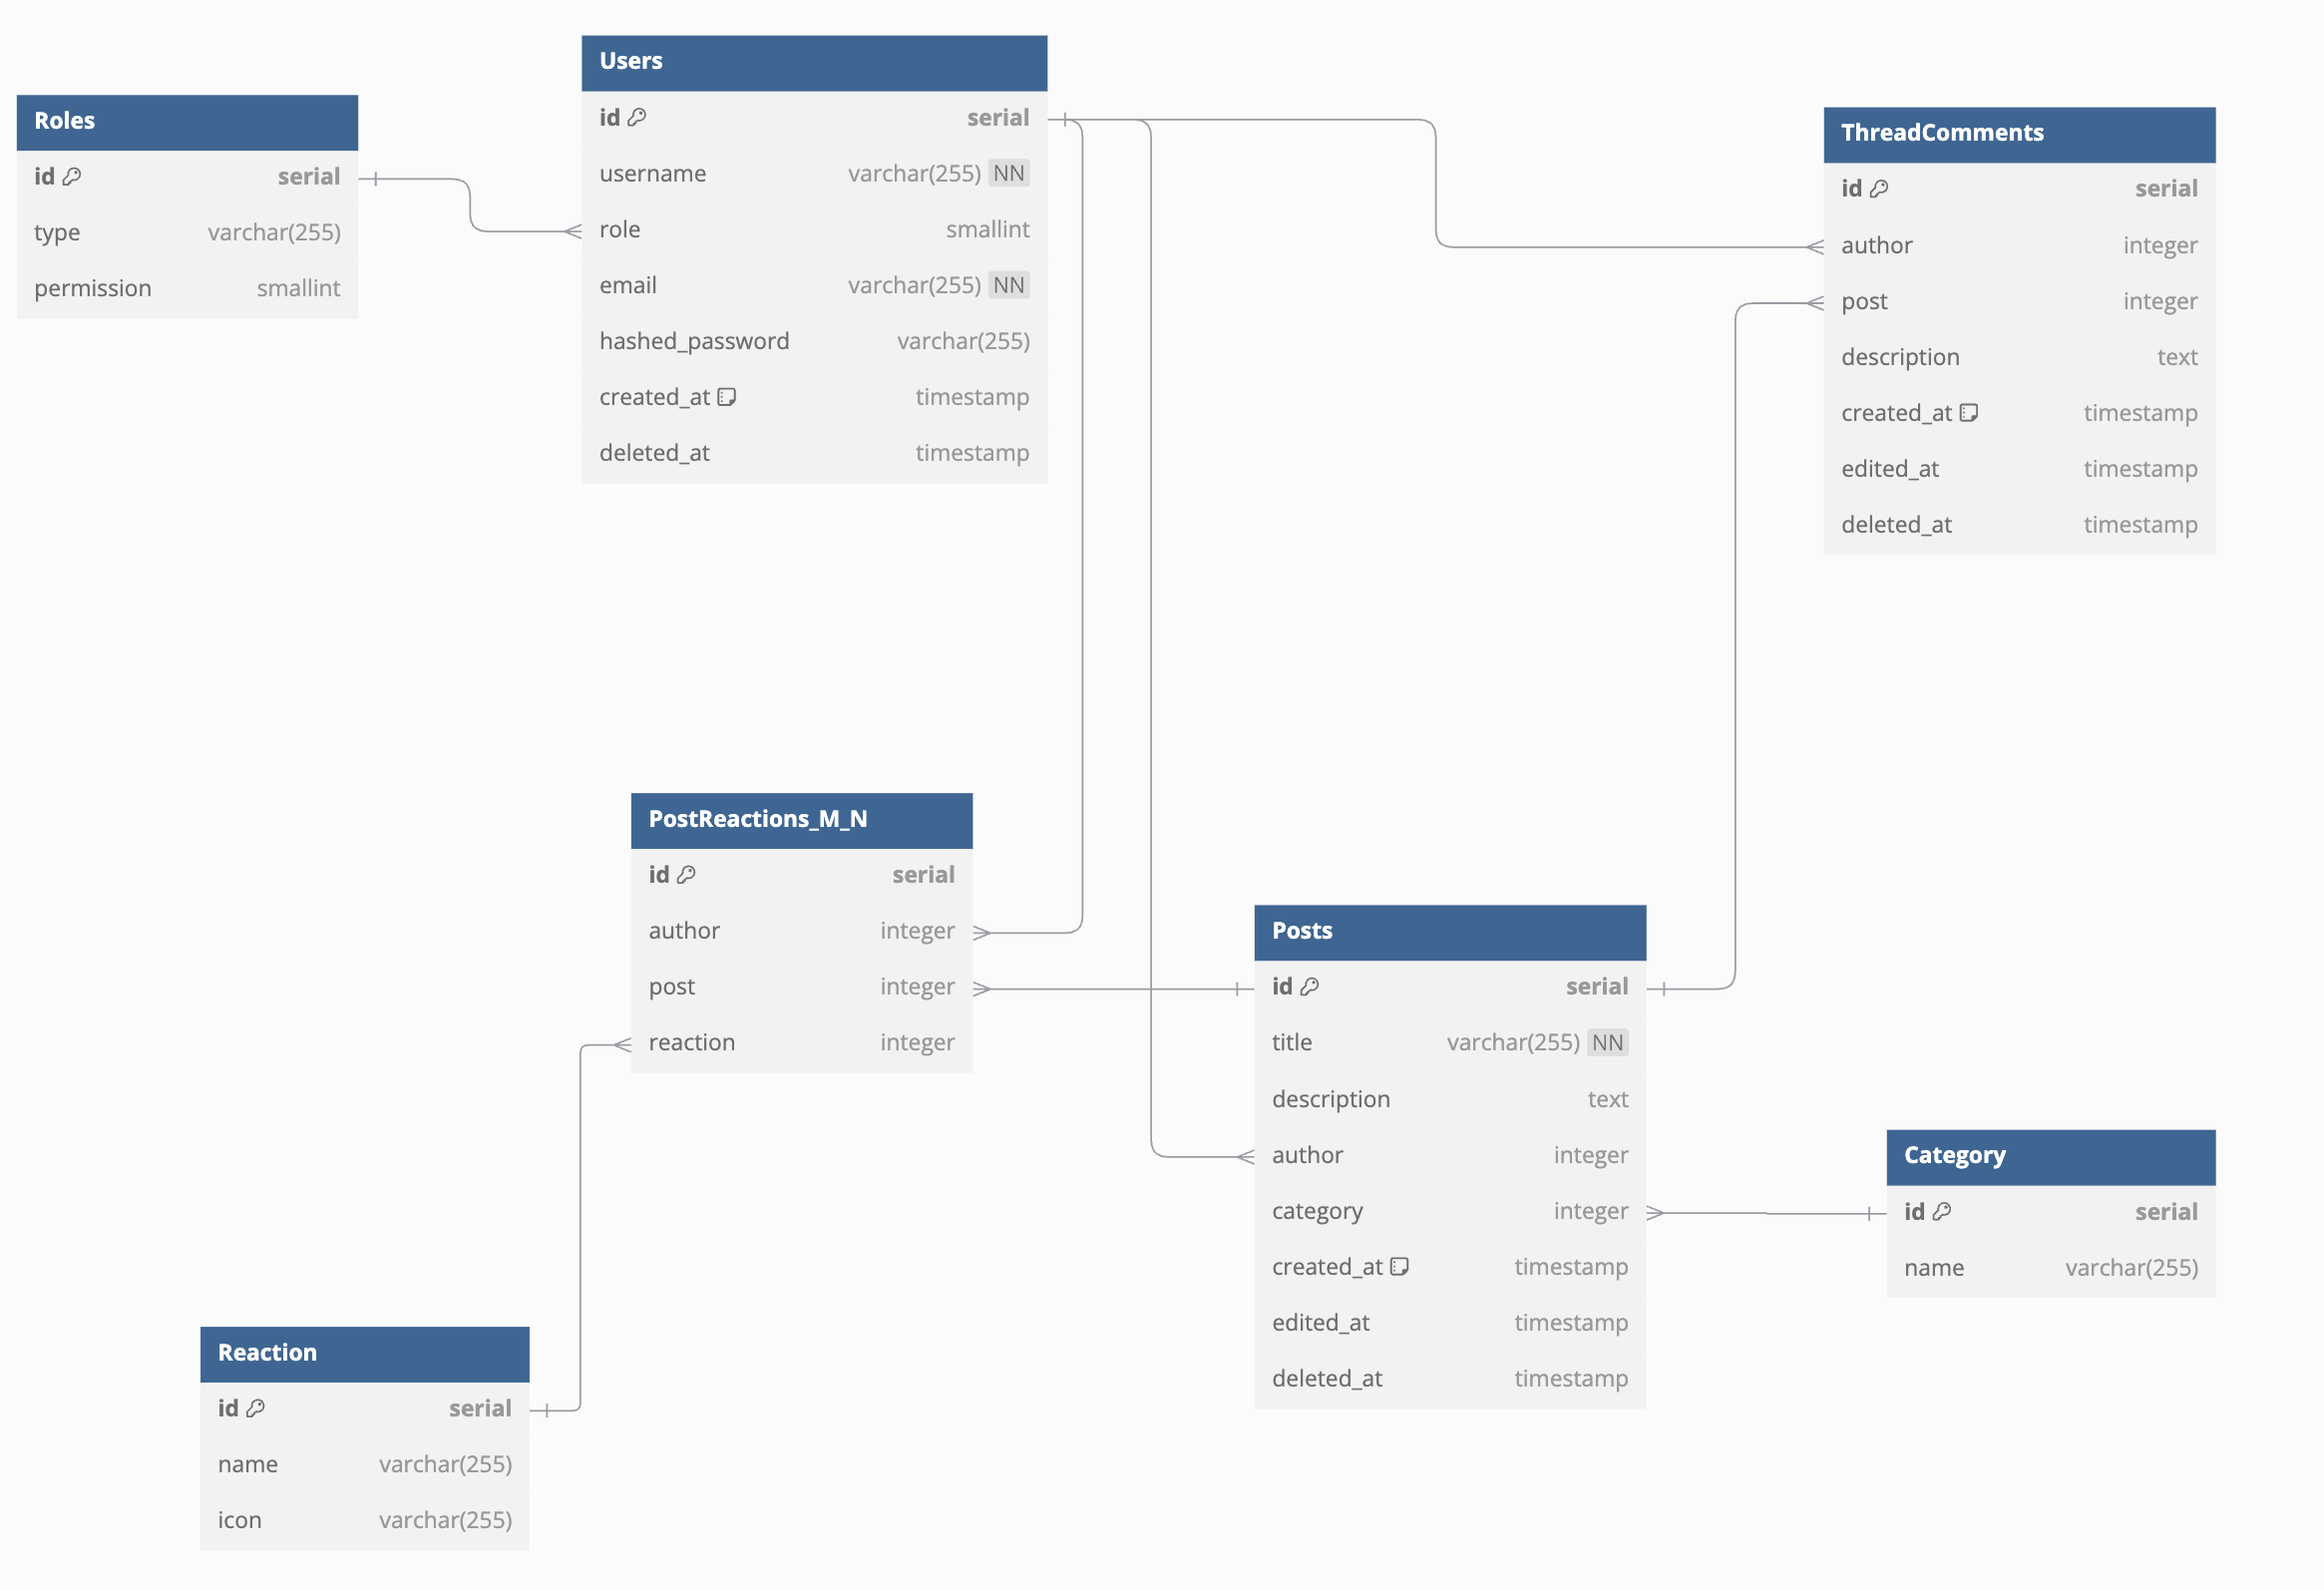 Roles
id serial
type varchar(255)
permission smallint
Users
id serial
username varchar(255) NN
role smallint
email varchar(255) NN
hashed_password varchar(255)
created_at timestamp
deleted_at timestamp
ThreadComments
id serial
author integer
post integer
description text
created_at timestamp
edited_at timestamp
deleted_at timestamp
PostReactions_M_N
id serial
author integer
post integer
reaction integer
Posts
id serial
title varchar(255) NN
description text
author integer
category integer
created_at timestamp
edited_at timestamp
deleted_at timestamp
Category
id serial
name varchar(255)
Reaction
id serial
name varchar(255)
icon varchar(255)